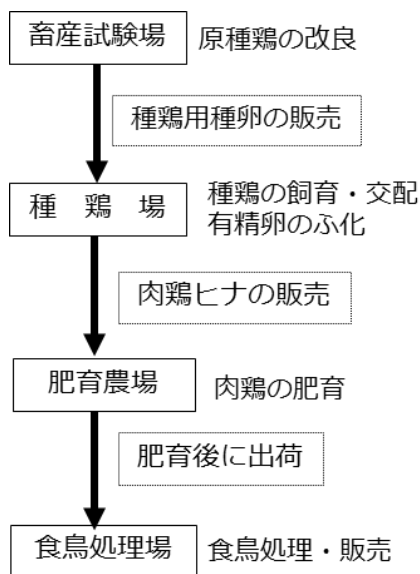 畜産試験場
原種鶏の改良
種鶏用種卵の販売
種　鶏　場
種鶏の飼育・交配
有精卵のふ化
肉鶏ヒナの販売
肥育農場
肉鶏の肥育
肥育後に出荷
食鳥処理場
食鳥処理・販売